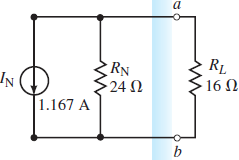 a
I_N
1.167 A
R_N
24 Ω
R_L
16 Ω
b